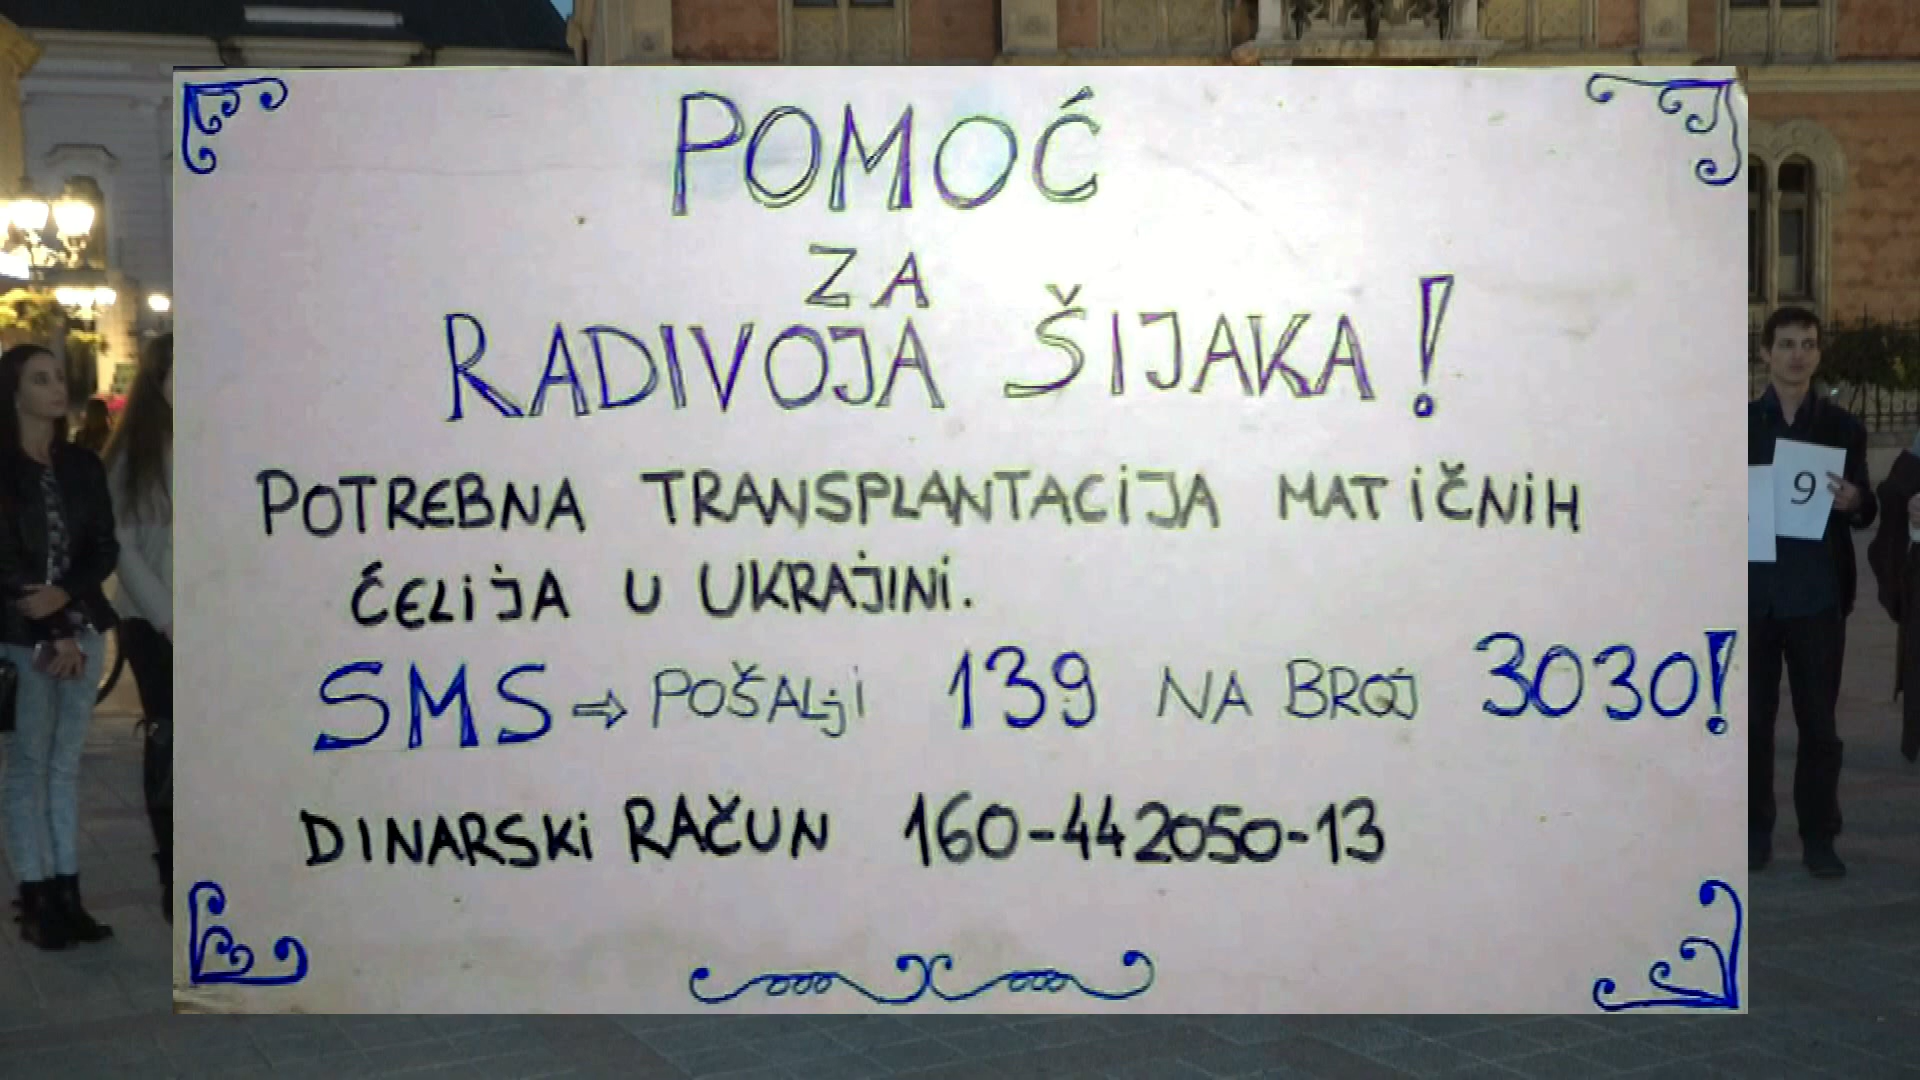 POMOĆ
ZA
RADIVOJA ŠIJAKA!
POTREBNA TRANSPLANTACIJA MATIČNIH
ĆELIJA U UKRAJINI.
SMS ⇨ POŠALJI 139 NA BROJ 3030!
DINARSKI RAČUN 160-442050-13
9